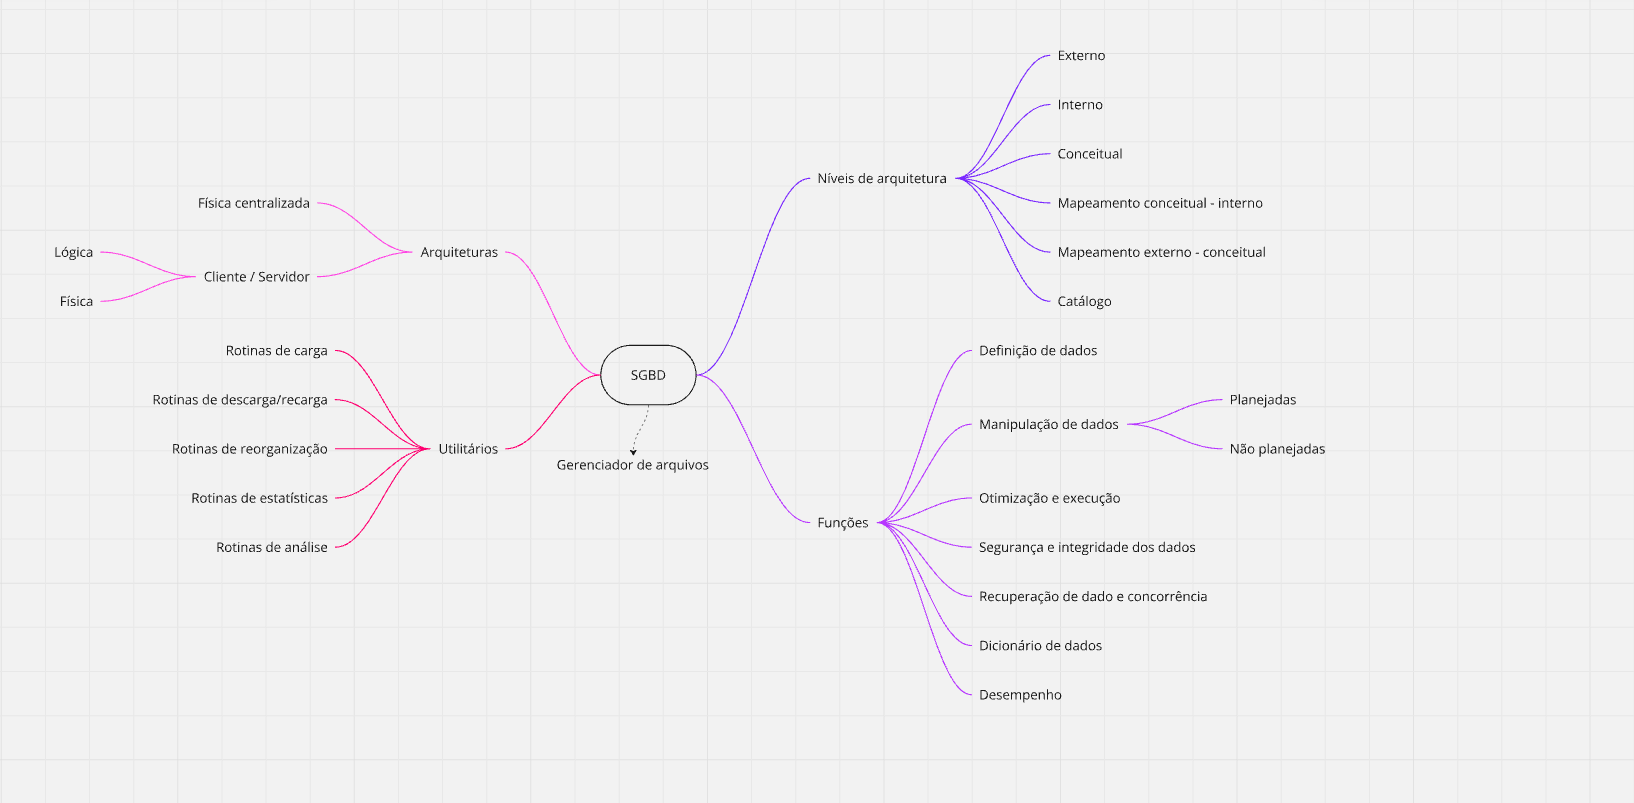 Externo
Interno
Conceitual
Níveis de arquitetura
Mapeamento conceitual - interno
Mapeamento externo - conceitual
Catálogo
Física centralizada
Arquiteturas
Lógica
Cliente / Servidor
Física
Rotinas de carga
Rotinas de descarga/recarga
Rotinas de reorganização
Utilitários
Rotinas de estatísticas
Rotinas de análise
SGBD
Gerenciador de arquivos
Definição de dados
Manipulação de dados
Planejadas
Não planejadas
Otimização e execução
Funções
Segurança e integridade dos dados
Recuperação de dado e concorrência
Dicionário de dados
Desempenho